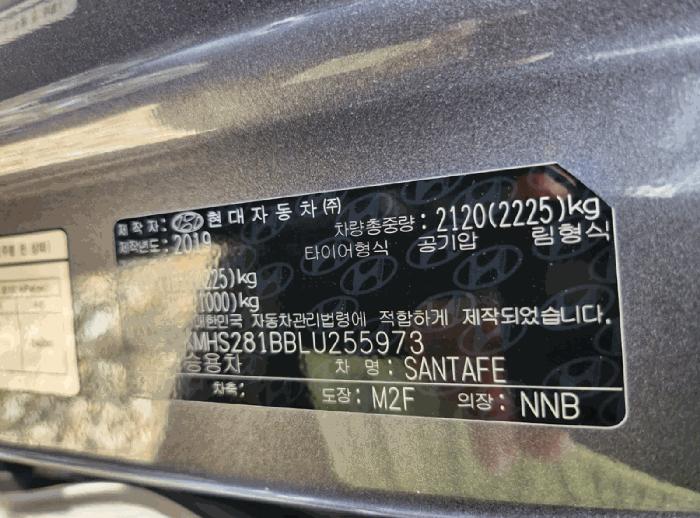 제작자: 현대자동차㈜ 차량총중량: 2120(2225)kg
제작년도: 2019 타이어형식 공기압 림형식
225)kg
000)kg
대한민국 자동차관리법령에 적합하게 제작되었습니다.
KMHS281BBLU255973
승용차 차 명: SANTAFE
차축: 도장: M2F 의장: NNB